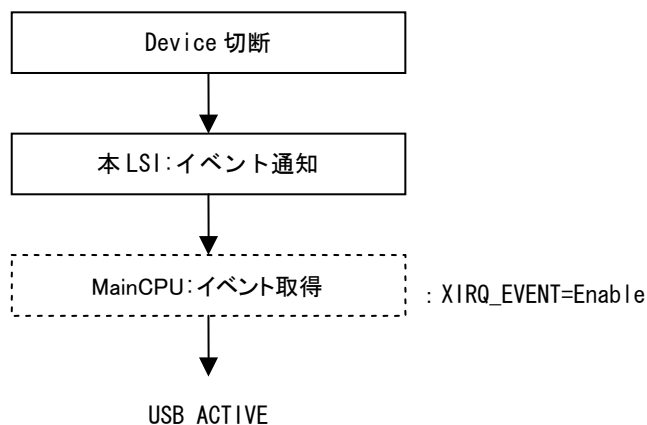 Device 切断
本 LSI:イベント通知
MainCPU:イベント取得
: XIRQ_EVENT=Enable
USB ACTIVE